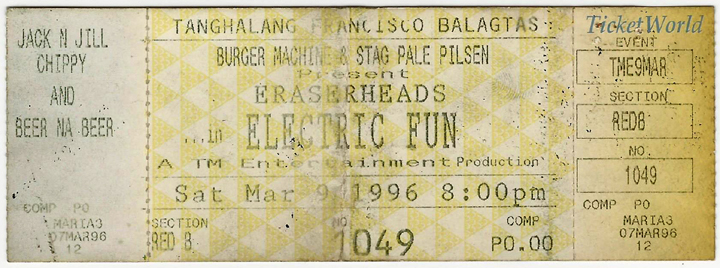 JACK N JILL
CHIPPY
AND
BEER NA BEER
COMP PO
MARIA3
07MAR96
12
TANGHALANG FRANCISCO BALAGTAS
BURGER MACHINE & STAG PALE PILSEN
Present
ERASERHEADS
...in ELECTRIC FUN
A TM Entertainment Production
Sat Mar 9 1996 8:00pm
SECTION NO. COMP
RED 8 1049 P0.00
TicketWorld
EVENT
TME9MAR
SECTION
RED8
NO.
1049
COMP PO
MARIA3
07MAR96
12